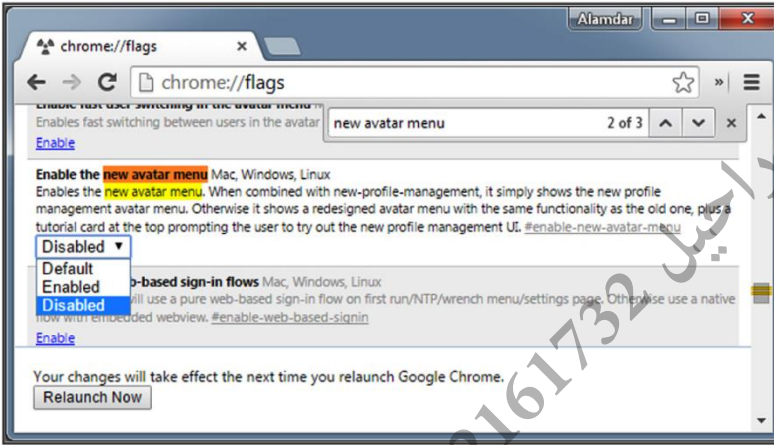 Alamdar
chrome://flags
chrome://flags
new avatar menu 2 of 3
Enable fast user switching in the avatar menu
Enables fast switching between users in the avatar
Enable
Enable the new avatar menu Mac, Windows, Linux
Enables the new avatar menu. When combined with new-profile-management, it simply shows the new profile
management avatar menu. Otherwise it shows a redesigned avatar menu with the same functionality as the old one, plus a
tutorial card at the top prompting the user to try out the new profile management UI. #enable-new-avatar-menu
Disabled
Default
Enabled
Disabled
b-based sign-in flows Mac, Windows, Linux
will use a pure web-based sign-in flow on first run/NTP/wrench menu/settings page. Otherwise use a native
flow with embedded webview. #enable-web-based-signin
Enable
Your changes will take effect the next time you relaunch Google Chrome.
Relaunch Now